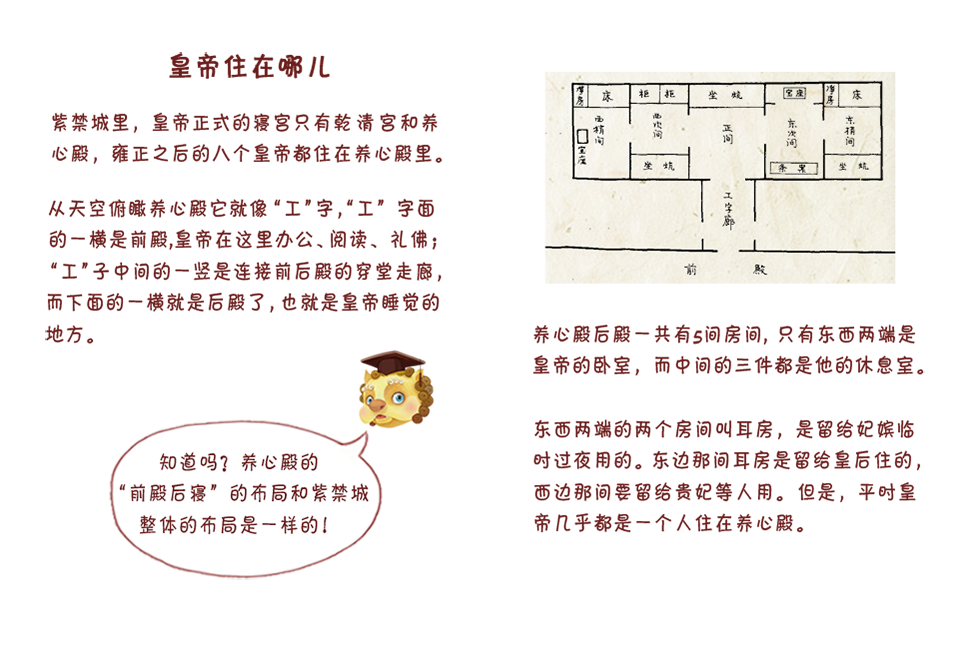 皇帝住在哪儿
紫禁城里，皇帝正式的寝宫只有乾清宫和养
心殿，雍正之后的八个皇帝都住在养心殿里。
从天空俯瞰养心殿它就像“工”字,“工” 字面
的一横是前殿,皇帝在这里办公、阅读、礼佛；
“工”子中间的一竖是连接前后殿的穿堂走廊，
而下面的一横就是后殿了，也就是皇帝睡觉的
地方。
知道吗？养心殿的
“前殿后寝”的布局和紫禁城
整体的布局是一样的！
净房
床
柜
柜
坐炕
宝座
净房
床
西梢间
西次间
正间
东次间
东梢间
宝座
坐炕
条案
坐炕
工字廊
前殿
养心殿后殿一共有5间房间, 只有东西两端是
皇帝的卧室，而中间的三件都是他的休息室。
东西两端的两个房间叫耳房，是留给妃嫔临
时过夜用的。东边那间耳房是留给皇后住的，
西边那间要留给贵妃等人用。但是，平时皇
帝几乎都是一个人住在养心殿。